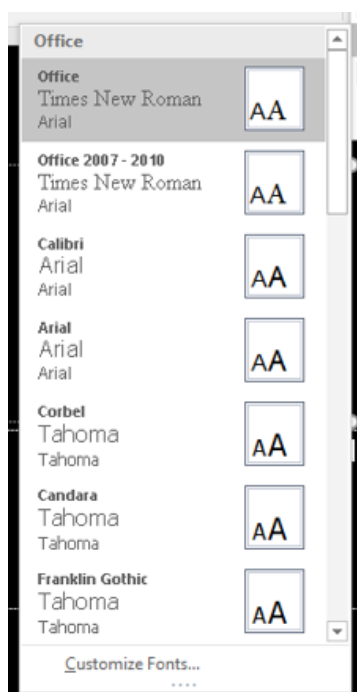 Office
Office
Times New Roman
Arial
AA
Office 2007 - 2010
Times New Roman
Arial
AA
Calibri
Arial
Arial
AA
Arial
Arial
Arial
AA
Corbel
Tahoma
Tahoma
AA
Candara
Tahoma
Tahoma
AA
Franklin Gothic
Tahoma
Tahoma
AA
Customize Fonts...